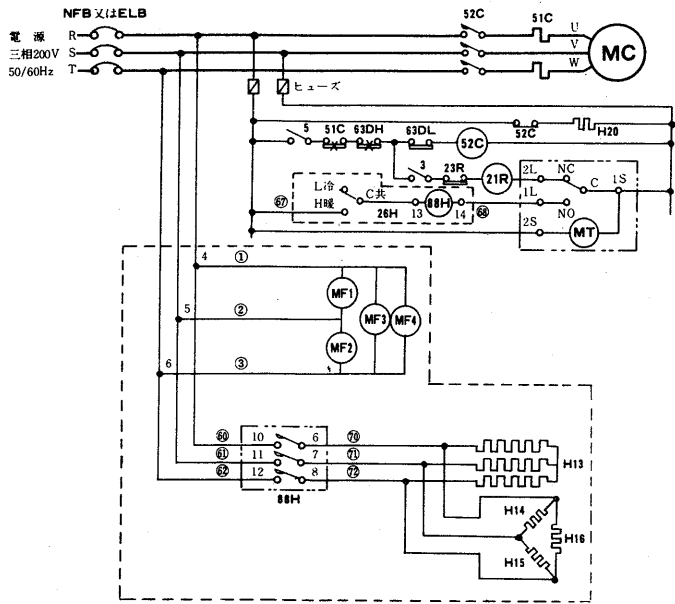 NFB又はELB
52C
51C
電源
R
S
T
三相200V
50/60Hz
U
V
W
MC
ヒューズ
52C
H20
5
51C
63DH
63DL
52C
3
23R
21R
2L
NC
C
1S
1L
NO
2S
MT
L冷
C共
H暖
26H
13
88H
14
67
68
4
①
5
②
6
③
MF1
MF2
MF3
MF4
60
10
6
70
61
11
7
71
62
12
8
72
88H
H13
H14
H15
H16